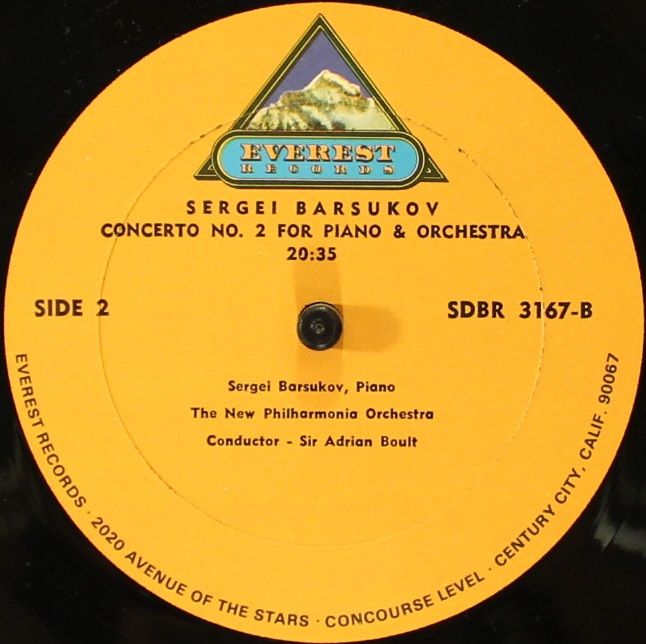 EVEREST
RECORDS
SERGEI BARSUKOV
CONCERTO NO. 2 FOR PIANO & ORCHESTRA
20:35
SIDE 2
SDBR 3167-B
Sergei Barsukov, Piano
The New Philharmonia Orchestra
Conductor - Sir Adrian Boult
EVEREST RECORDS · 2020 AVENUE OF THE STARS · CONCOURSE LEVEL · CENTURY CITY, CALIF. 90067